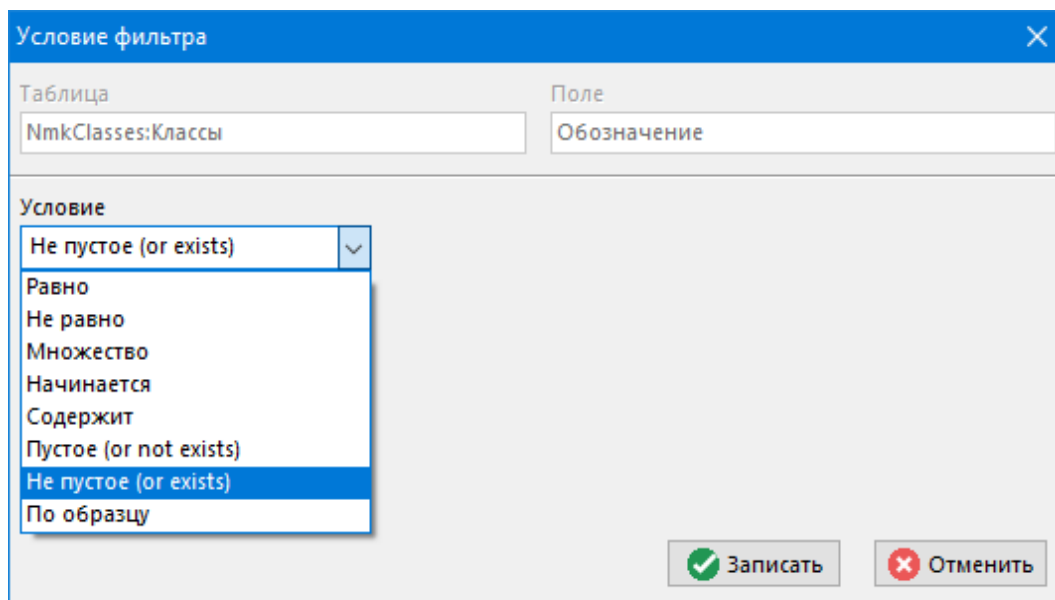 Условие фильтра
Таблица
Поле
NmkClasses:Классы
Обозначение
Условие
Не пустое (or exists)
Равно
Не равно
Множество
Начинается
Содержит
Пустое (or not exists)
Не пустое (or exists)
По образцу
Записать
Отменить